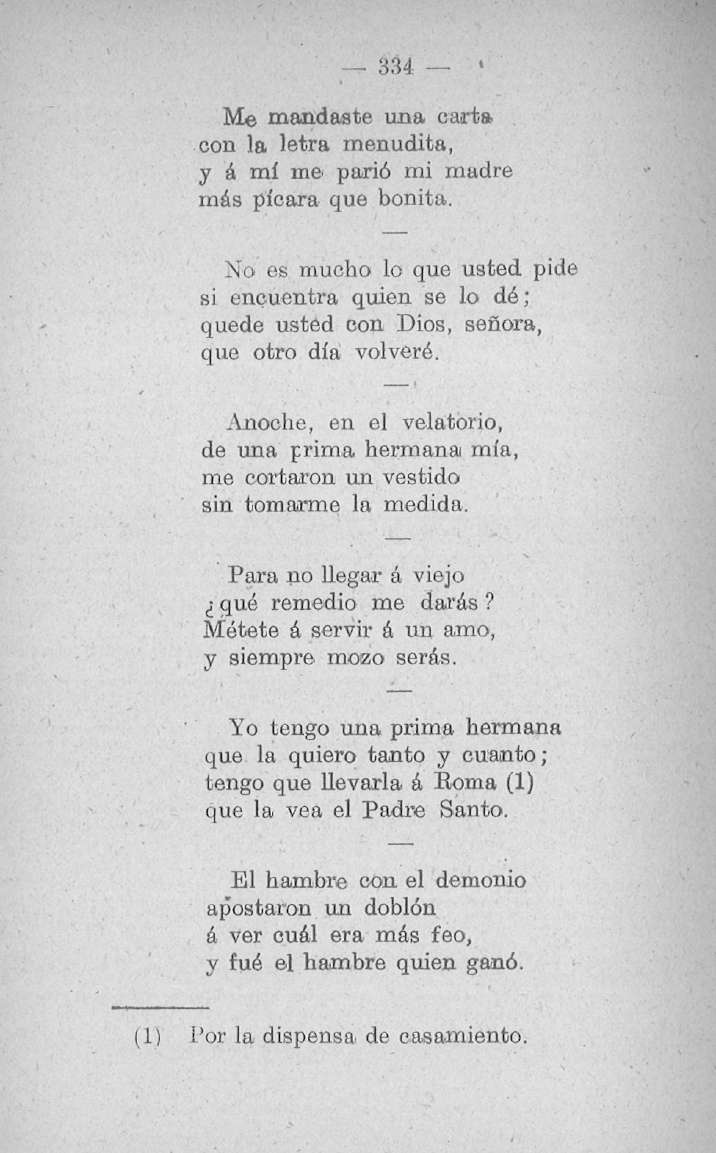 — 334 —
Me mandaste una carta
con la letra menudita,
y á mí me parió mi madre
más pícara que bonita.
—
No es mucho lo que usted pide
si encuentra quien se lo dé;
quede usted con Dios, señora,
que otro día volveré.
—
Anoche, en el velatorio,
de una prima hermana mía,
me cortaron un vestido
sin tomarme la medida.
—
Para no llegar á viejo
¿qué remedio me darás?
Métete á servir á un amo,
y siempre mozo serás.
—
Yo tengo una prima hermana
que la quiero tanto y cuanto;
tengo que llevarla á Roma (1)
que la vea el Padre Santo.
—
El hambre con el demonio
apostaron un doblón
á ver cuál era más feo,
y fué el hambre quien ganó.
(1) Por la dispensa de casamiento.